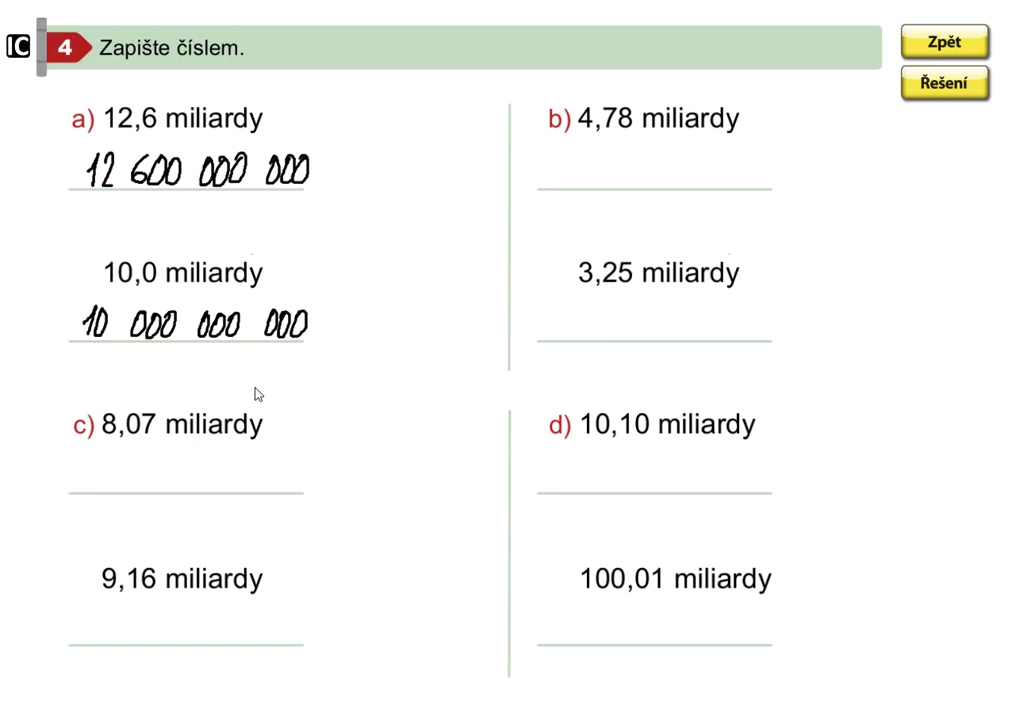 IC 4 Zapište číslem.
Zpět
Řešení
a) 12,6 miliardy
12 600 000 000
10,0 miliardy
10 000 000 000
b) 4,78 miliardy
3,25 miliardy
c) 8,07 miliardy
9,16 miliardy
d) 10,10 miliardy
100,01 miliardy